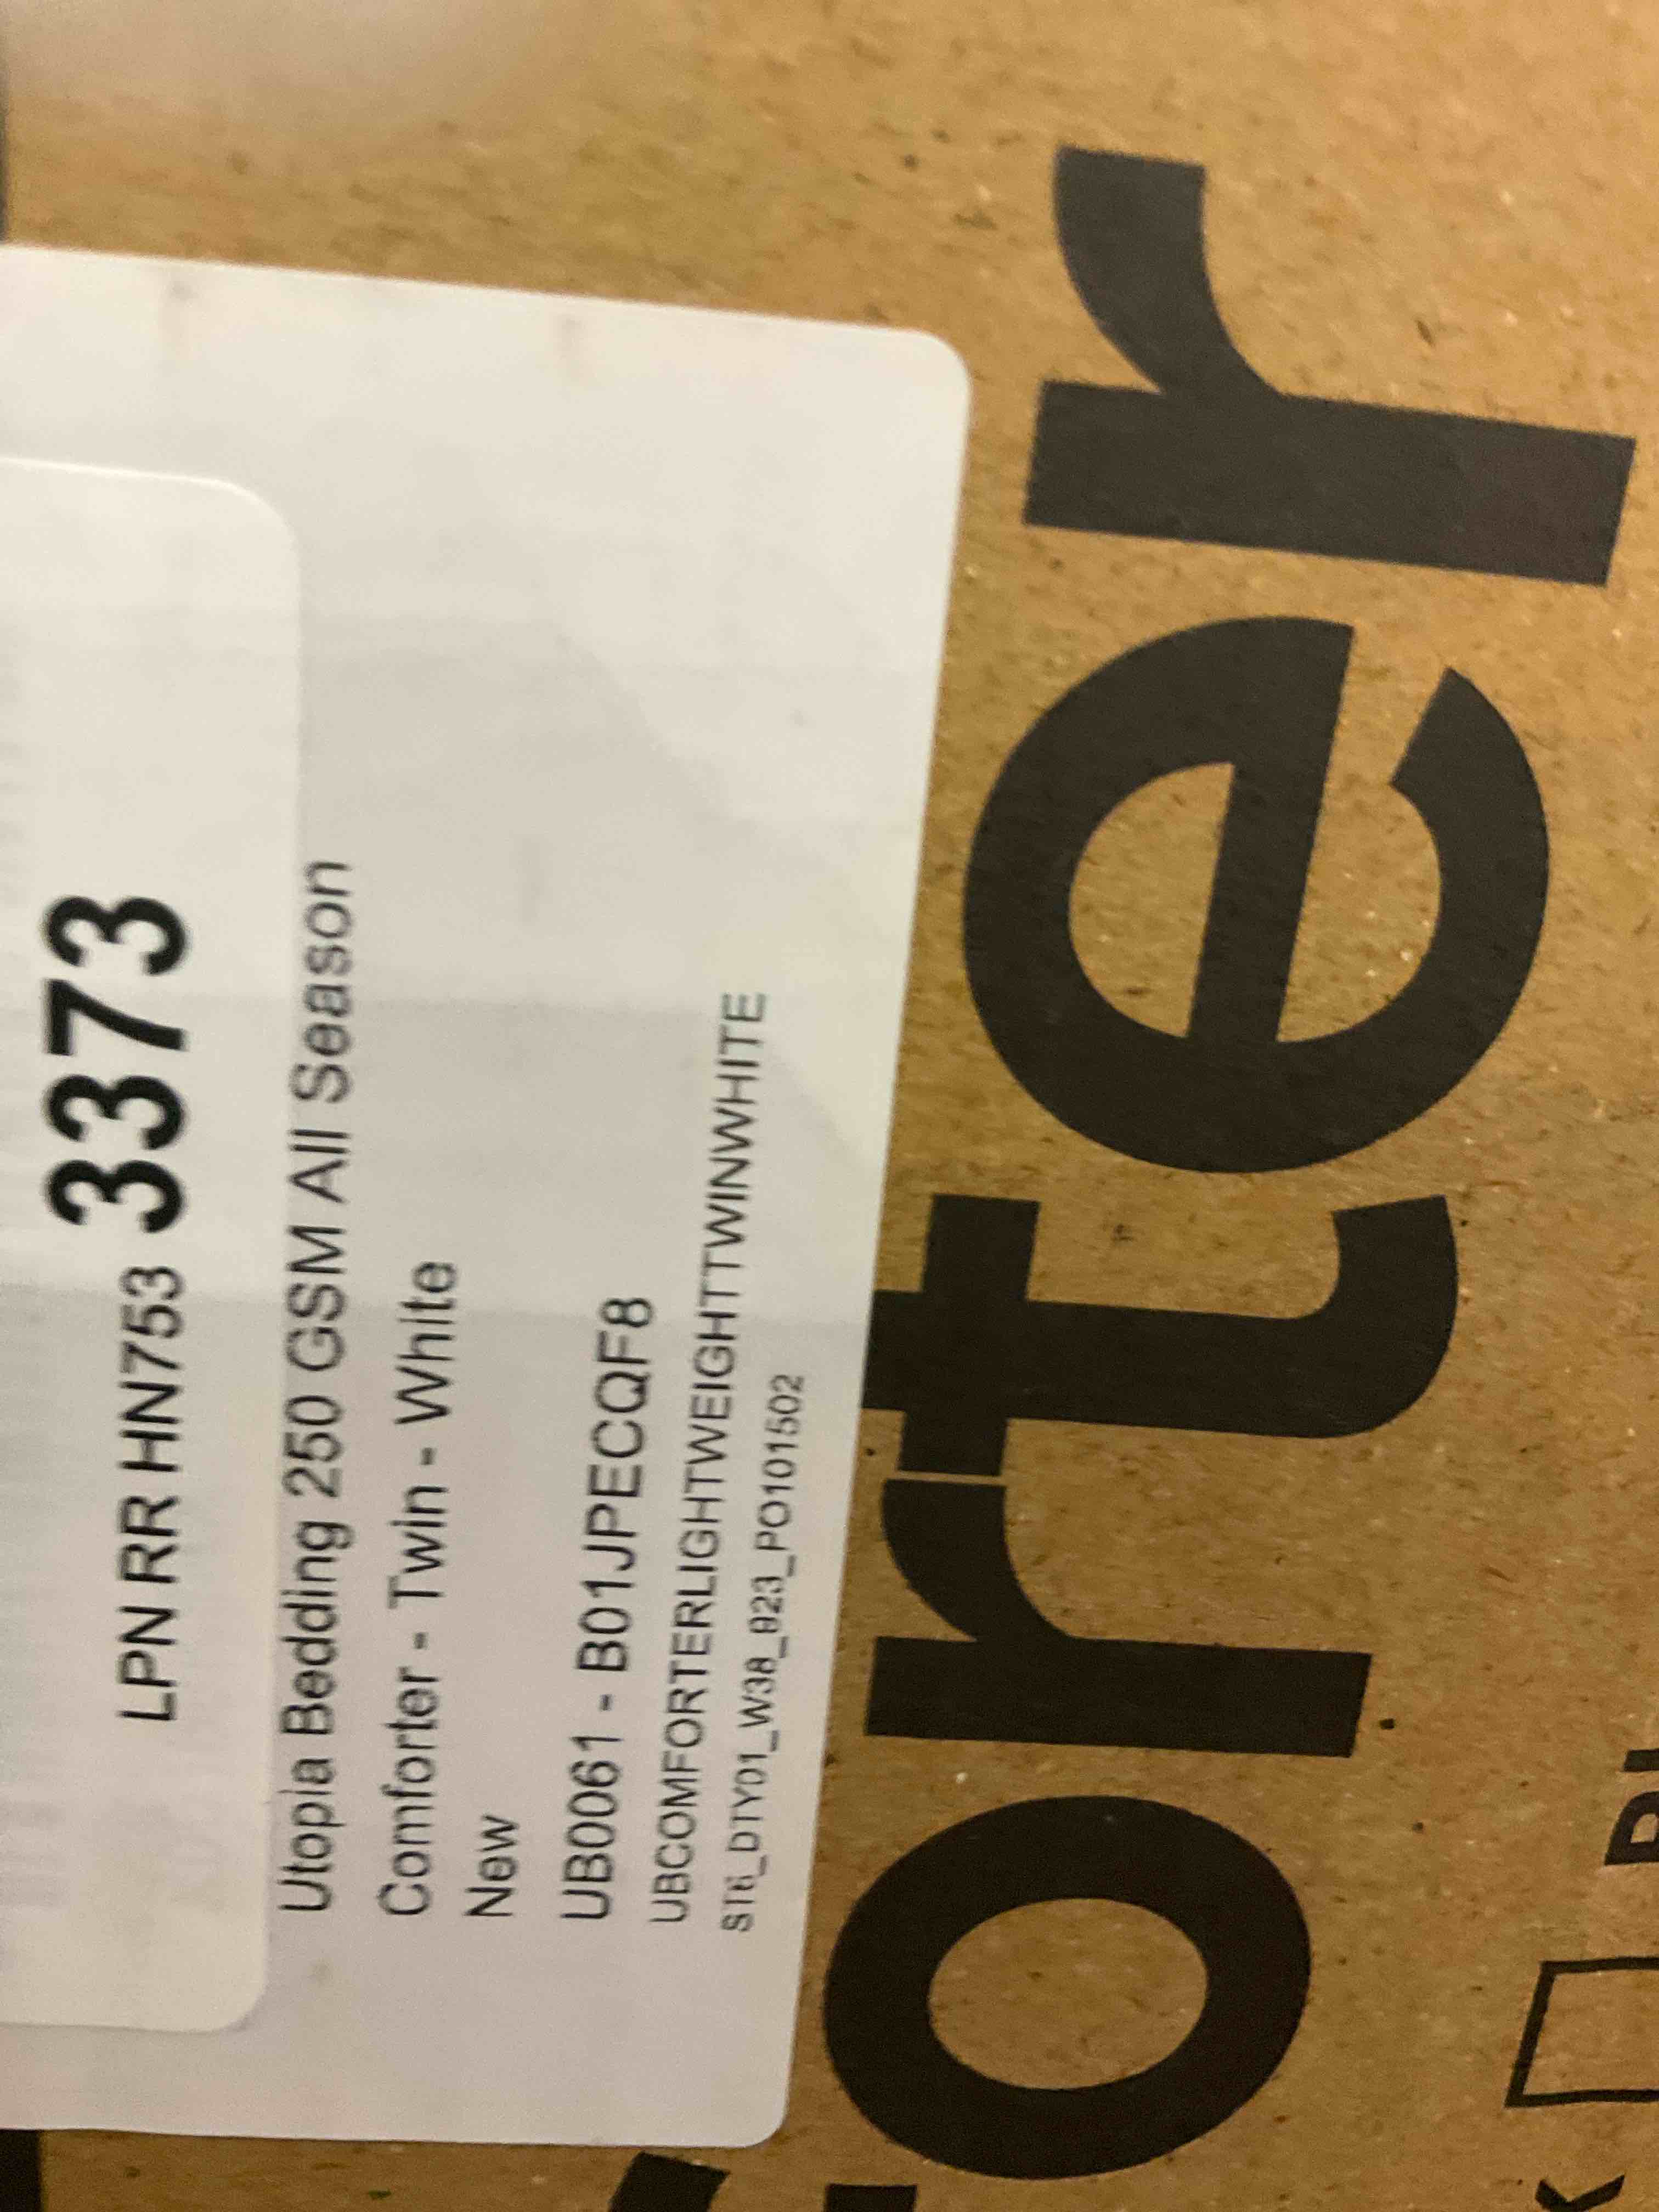 LPN RR HN753 3373
Utopia Bedding 250 GSM All Season
Comforter - Twin - White
New
UB0061 - B01JPECQF8
UBCOMFORTERLIGHTWEIGHTTWINWHITE
ST6_DTY01_W38_923_PO101502
orter